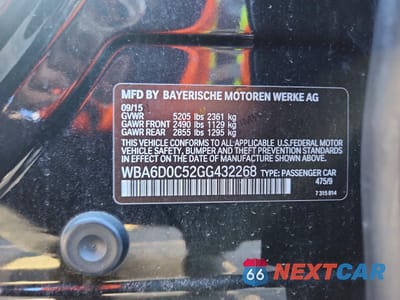 MFD BY BAYERISCHE MOTOREN WERKE AG
09/15
GVWR 5205 lbs 2361 kg
GAWR FRONT 2490 lbs 1129 kg
GAWR REAR 2855 lbs 1295 kg
THIS VEHICLE CONFORMS TO ALL APPLICABLE U.S.FEDERAL MOTOR
VEHICLE SAFETY, BUMPER AND THEFT PREVENTION STANDARDS
IN EFFECT ON THE DATE OF MANUFACTURE SHOWN ABOVE.
WBA6D0C52GG432268 TYPE: PASSENGER CAR
475/9
7 315 814
66 NEXTCAR